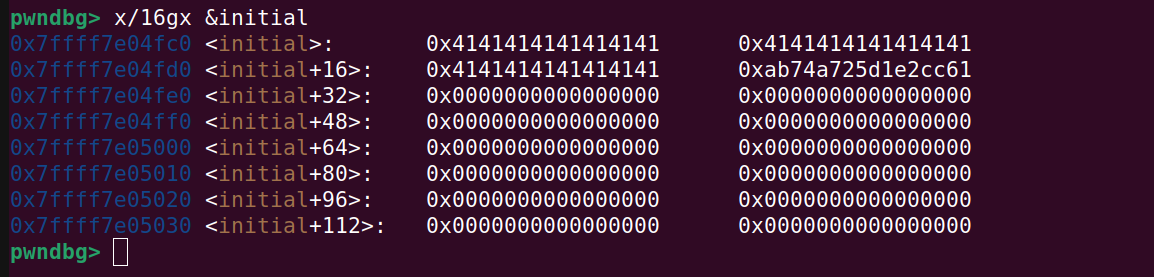 pwndbg> x/16gx &initial
0x7ffff7e04fc0 <initial>: 0x4141414141414141 0x4141414141414141
0x7ffff7e04fd0 <initial+16>: 0x4141414141414141 0xab74a725d1e2cc61
0x7ffff7e04fe0 <initial+32>: 0x0000000000000000 0x0000000000000000
0x7ffff7e04ff0 <initial+48>: 0x0000000000000000 0x0000000000000000
0x7ffff7e05000 <initial+64>: 0x0000000000000000 0x0000000000000000
0x7ffff7e05010 <initial+80>: 0x0000000000000000 0x0000000000000000
0x7ffff7e05020 <initial+96>: 0x0000000000000000 0x0000000000000000
0x7ffff7e05030 <initial+112>: 0x0000000000000000 0x0000000000000000
pwndbg>